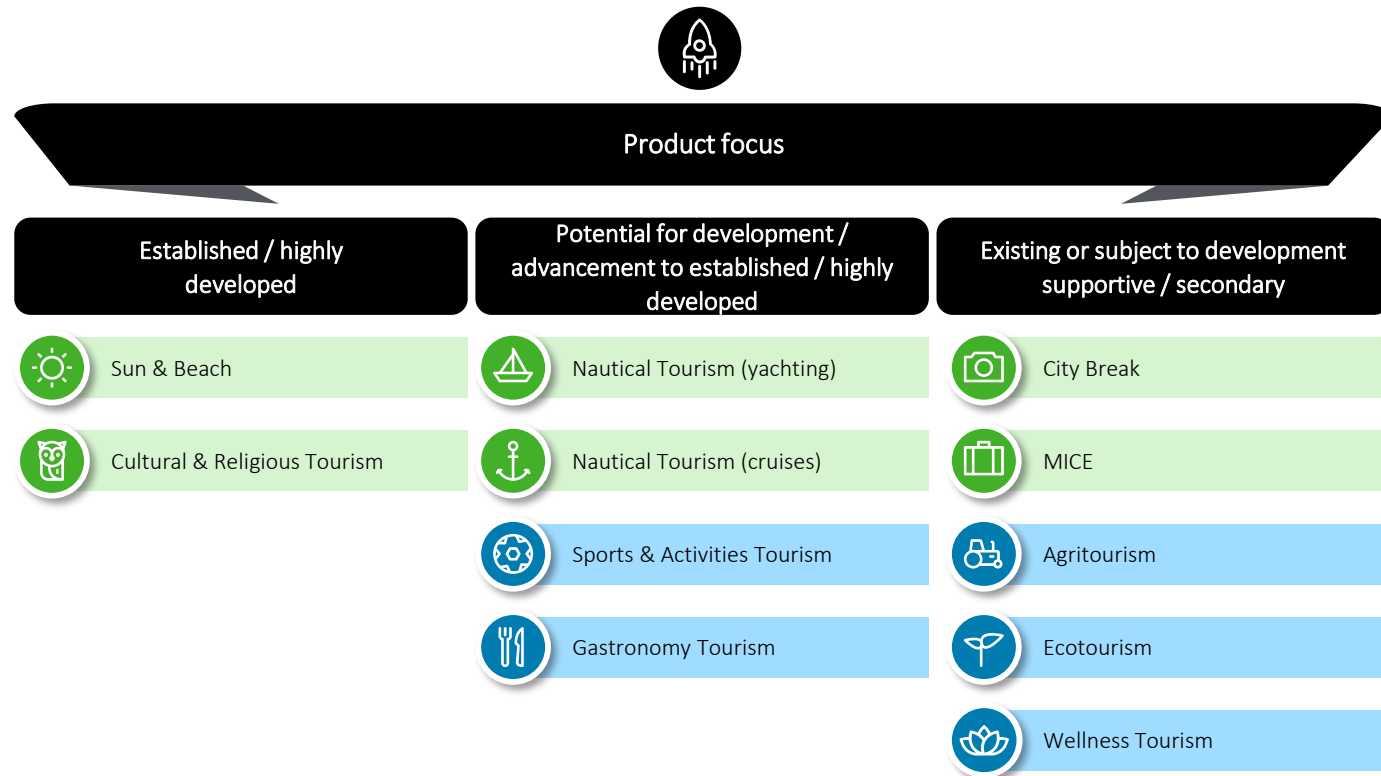 Product focus
Established / highly
developed
Potential for development /
advancement to established / highly
developed
Existing or subject to development
supportive / secondary
Sun & Beach
Cultural & Religious Tourism
Nautical Tourism (yachting)
Nautical Tourism (cruises)
Sports & Activities Tourism
Gastronomy Tourism
City Break
MICE
Agritourism
Ecotourism
Wellness Tourism